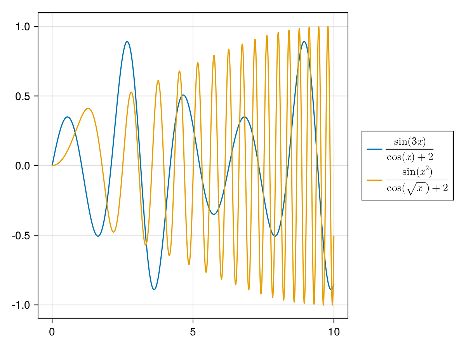 1.0
0.5
0.0
-0.5
-1.0
0
5
10
sin(3x)
cos(x) + 2
sin(x²)
cos(√x) + 2